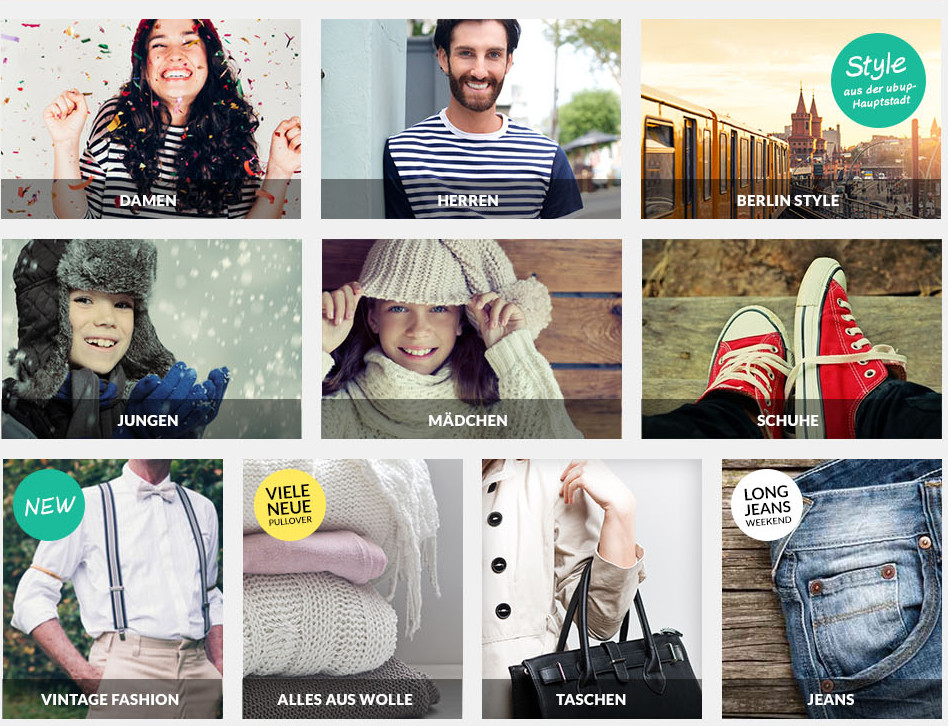 DAMEN
HERREN
Style
aus der ubup-
Hauptstadt
BERLIN STYLE
JUNGEN
MÄDCHEN
SCHUHE
NEW
VINTAGE FASHION
VIELE
NEUE
PULLOVER
ALLES AUS WOLLE
TASCHEN
LONG
JEANS
WEEKEND
JEANS